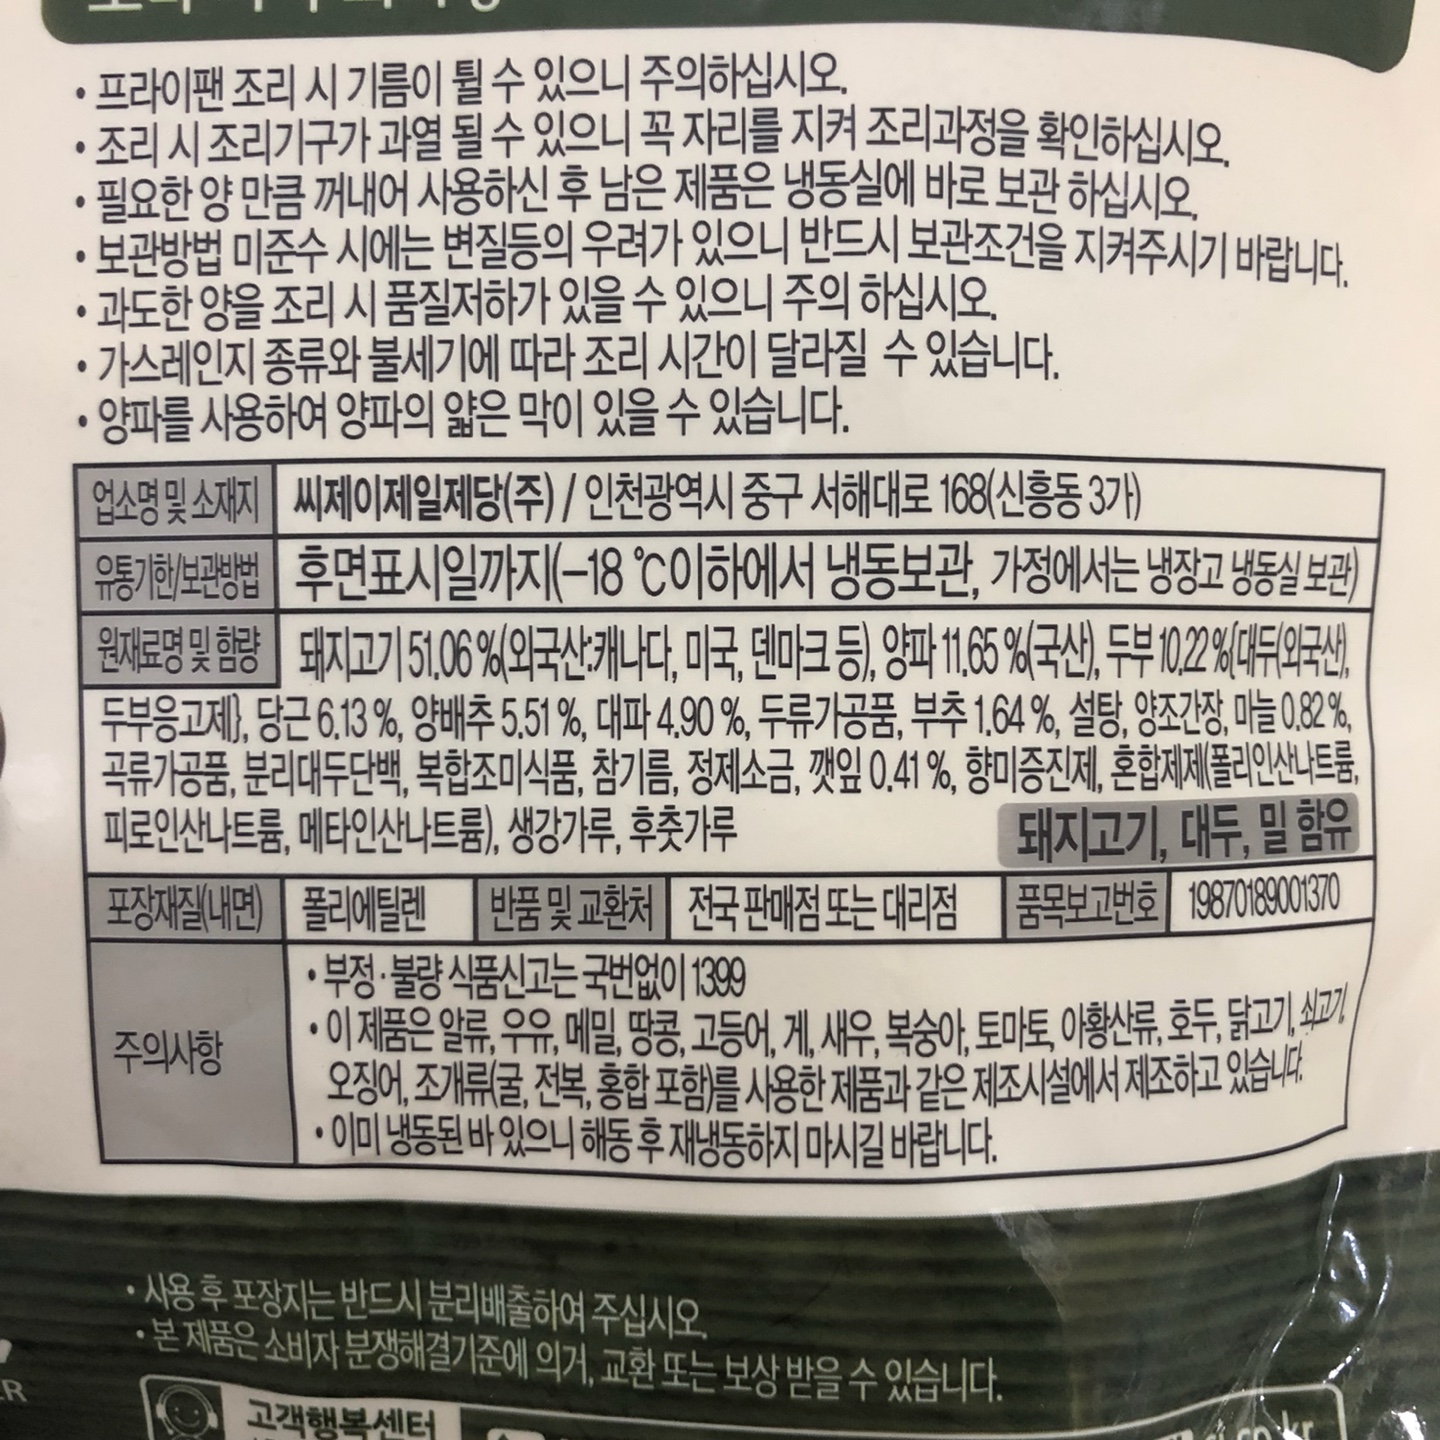 • 프라이팬 조리 시 기름이 튈 수 있으니 주의하십시오.
• 조리 시 조리기구가 과열 될 수 있으니 꼭 자리를 지켜 조리과정을 확인하십시오.
• 필요한 양 만큼 꺼내어 사용하신 후 남은 제품은 냉동실에 바로 보관 하십시오.
• 보관방법 미준수 시에는 변질등의 우려가 있으니 반드시 보관조건을 지켜주시기 바랍니다.
• 과도한 양을 조리 시 품질저하가 있을 수 있으니 주의 하십시오.
• 가스레인지 종류와 불세기에 따라 조리 시간이 달라질 수 있습니다.
• 양파를 사용하여 양파의 얇은 막이 있을 수 있습니다.
업소명 및 소재지 씨제이제일제당(주) / 인천광역시 중구 서해대로 168(신흥동 3가)
유통기한/보관방법 후면표시일까지(-18 ℃이하에서 냉동보관, 가정에서는 냉장고 냉동실 보관)
원재료명 및 함량 돼지고기 51.06 %(외국산:캐나다, 미국, 덴마크 등), 양파 11.65 %(국산), 두부 10.22 %{대두(외국산),
두부응고제}, 당근 6.13 %, 양배추 5.51 %, 대파 4.90 %, 두류가공품, 부추 1.64 %, 설탕, 양조간장, 마늘 0.82 %,
곡류가공품, 분리대두단백, 복합조미식품, 참기름, 정제소금, 깻잎 0.41 %, 향미증진제, 혼합제제(폴리인산나트륨,
피로인산나트륨, 메타인산나트륨), 생강가루, 후춧가루 돼지고기, 대두, 밀 함유
포장재질(내면) 폴리에틸렌 반품 및 교환처 전국 판매점 또는 대리점 품목보고번호 19870189001370
주의사항
• 부정·불량 식품신고는 국번없이 1399
• 이 제품은 알류, 우유, 메밀, 땅콩, 고등어, 게, 새우, 복숭아, 토마토, 아황산류, 호두, 닭고기, 쇠고기,
오징어, 조개류(굴, 전복, 홍합 포함)를 사용한 제품과 같은 제조시설에서 제조하고 있습니다.
• 이미 냉동된 바 있으니 해동 후 재냉동하지 마시길 바랍니다.
• 사용 후 포장지는 반드시 분리배출하여 주십시오.
• 본 제품은 소비자 분쟁해결기준에 의거, 교환 또는 보상 받을 수 있습니다.
고객행복센터